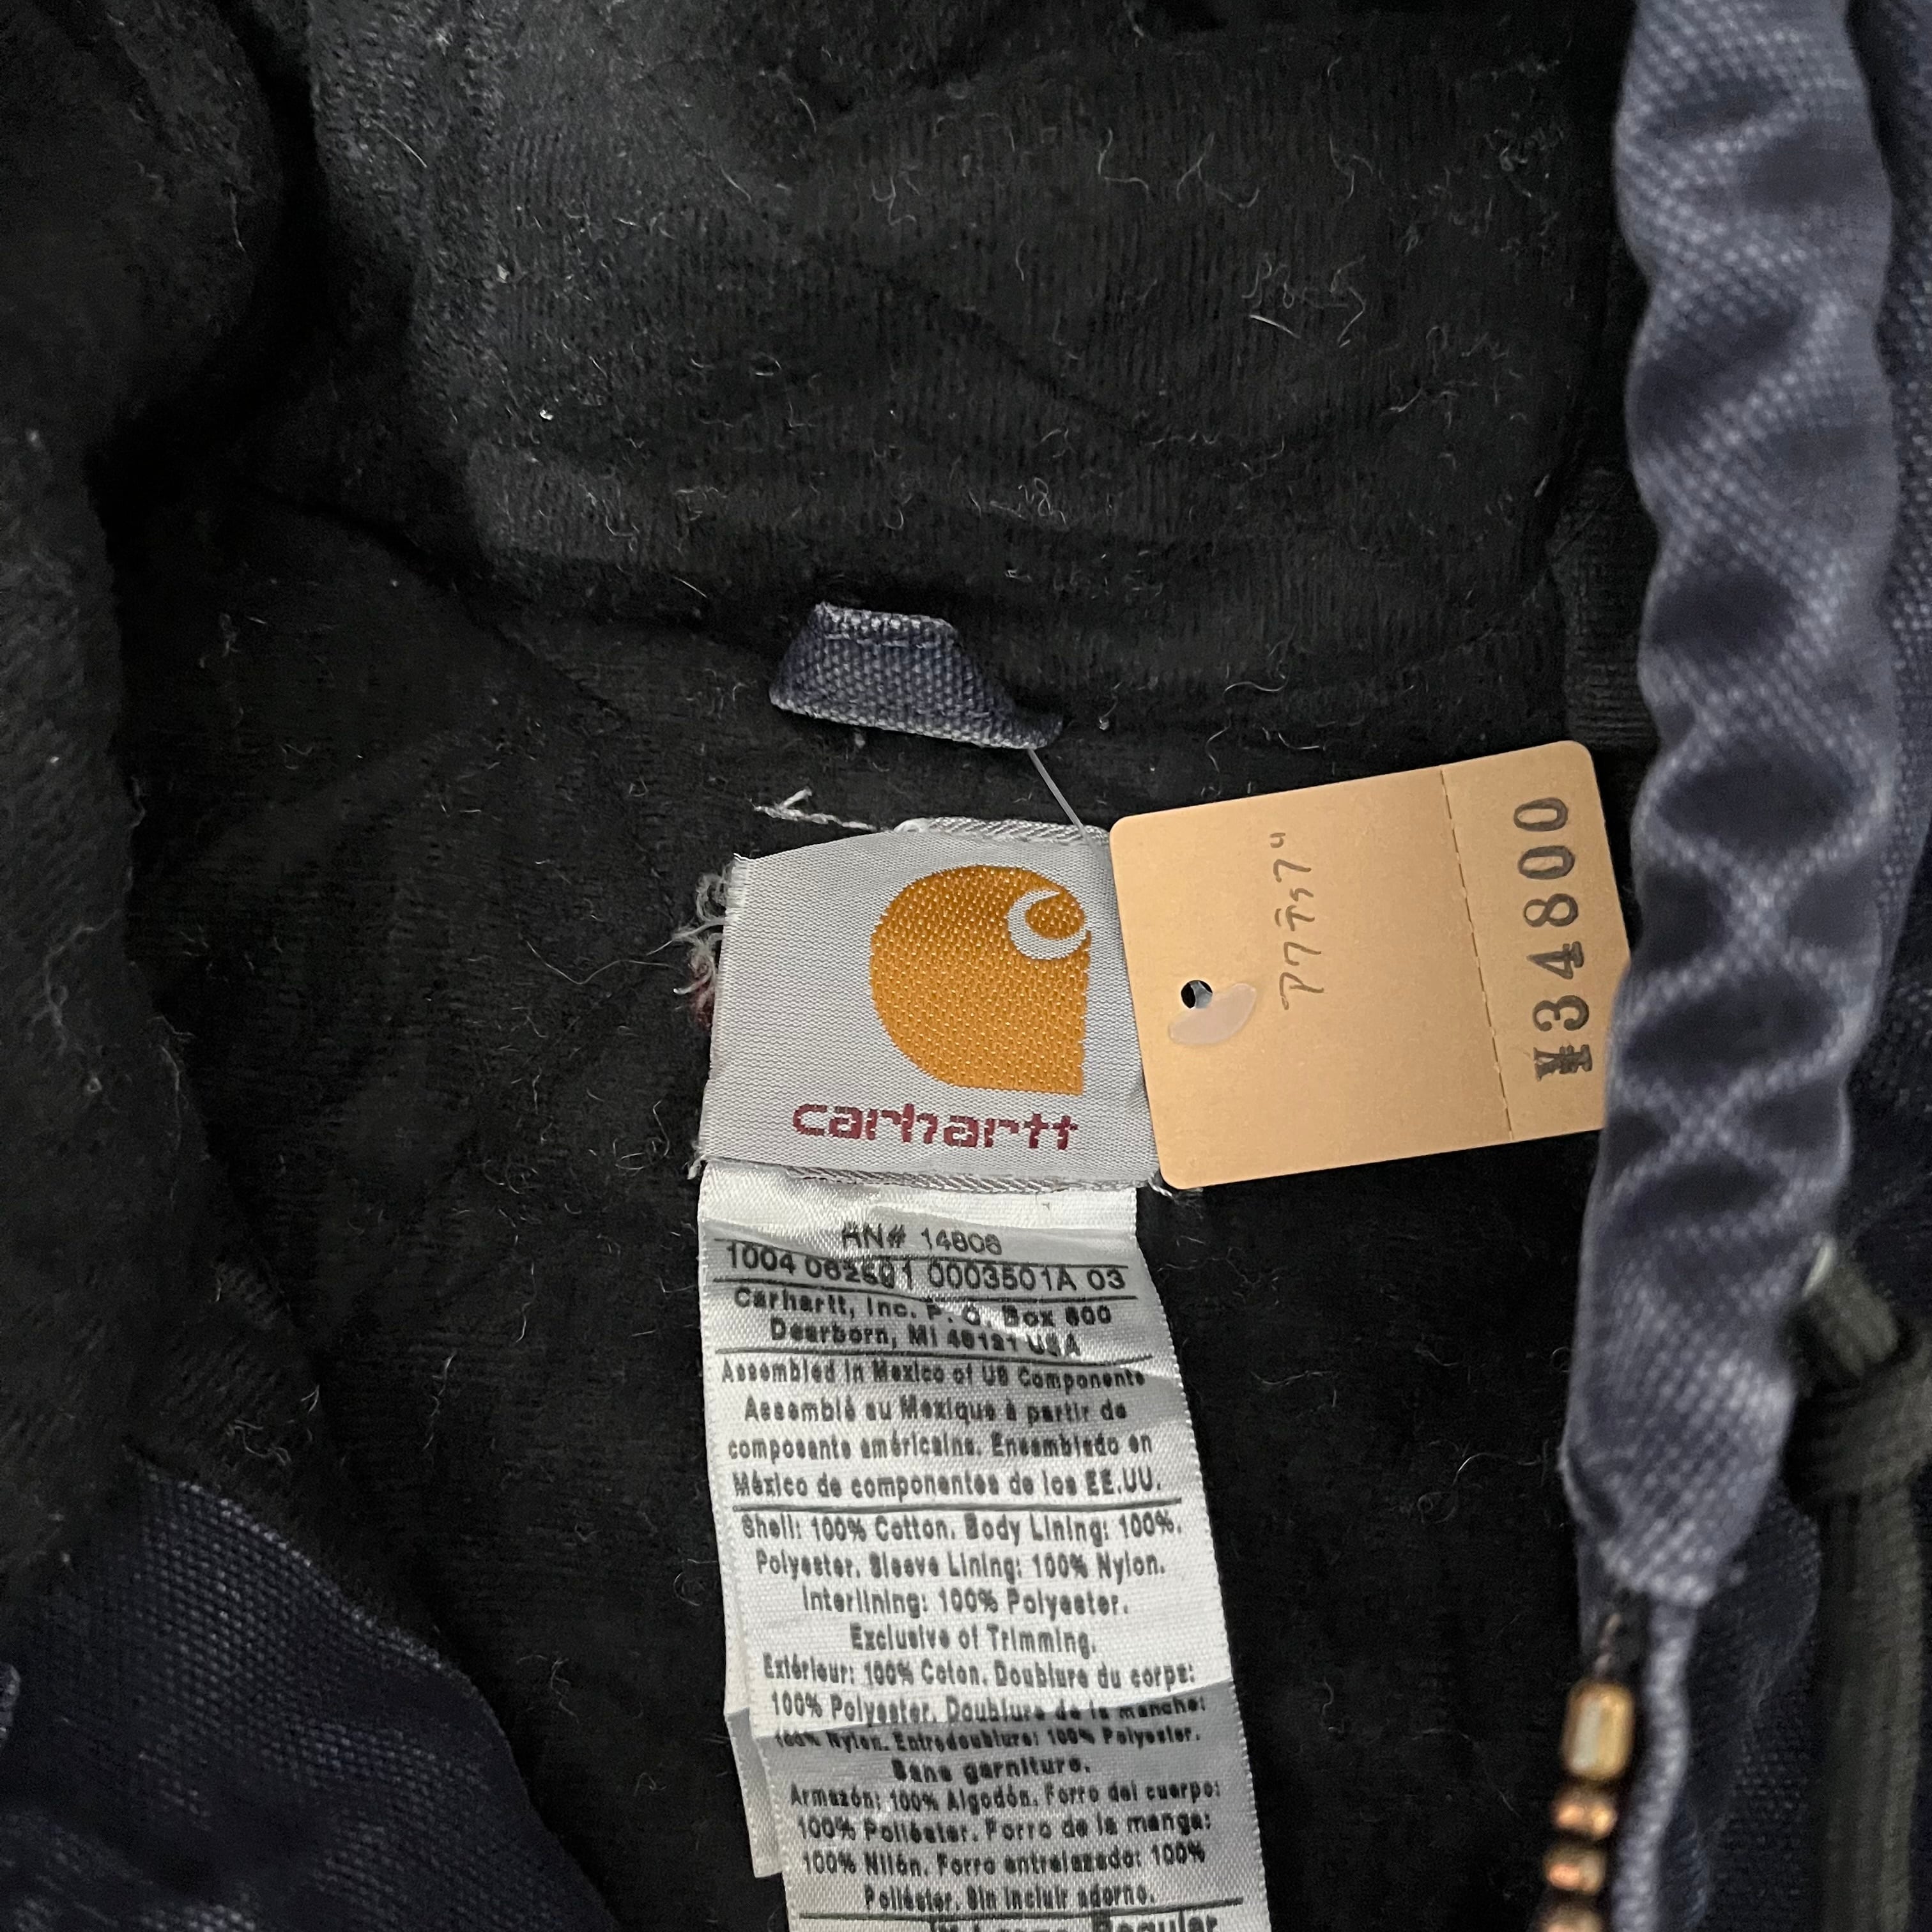 carhartt
アクティブ
¥34800
RN# 14806
1004 062691 0003501A 03
Carhartt, Inc. P. O. Box 600
Dearborn, MI 48121 USA
Assembled in Mexico of US Components
Assemblé au Mexique à partir de
composants américains. Ensamblado en
México de componentes de los EE.UU.
Shell: 100% Cotton. Body Lining: 100%.
Polyester. Sleeve Lining: 100% Nylon.
Interlining: 100% Polyester.
Exclusive of Trimming.
Extérieur: 100% Coton. Doublure du corps:
100% Polyester. Doublure de la manche:
100% Nylon. Entredoublure: 100% Polyester.
Sans garniture.
Armazón: 100% Algodón. Forro del cuerpo:
100% Poliéster. Forro de la manga:
100% Nilón. Forro entrelazado: 100%
Poliéster. Sin incluir adorno.
Regular